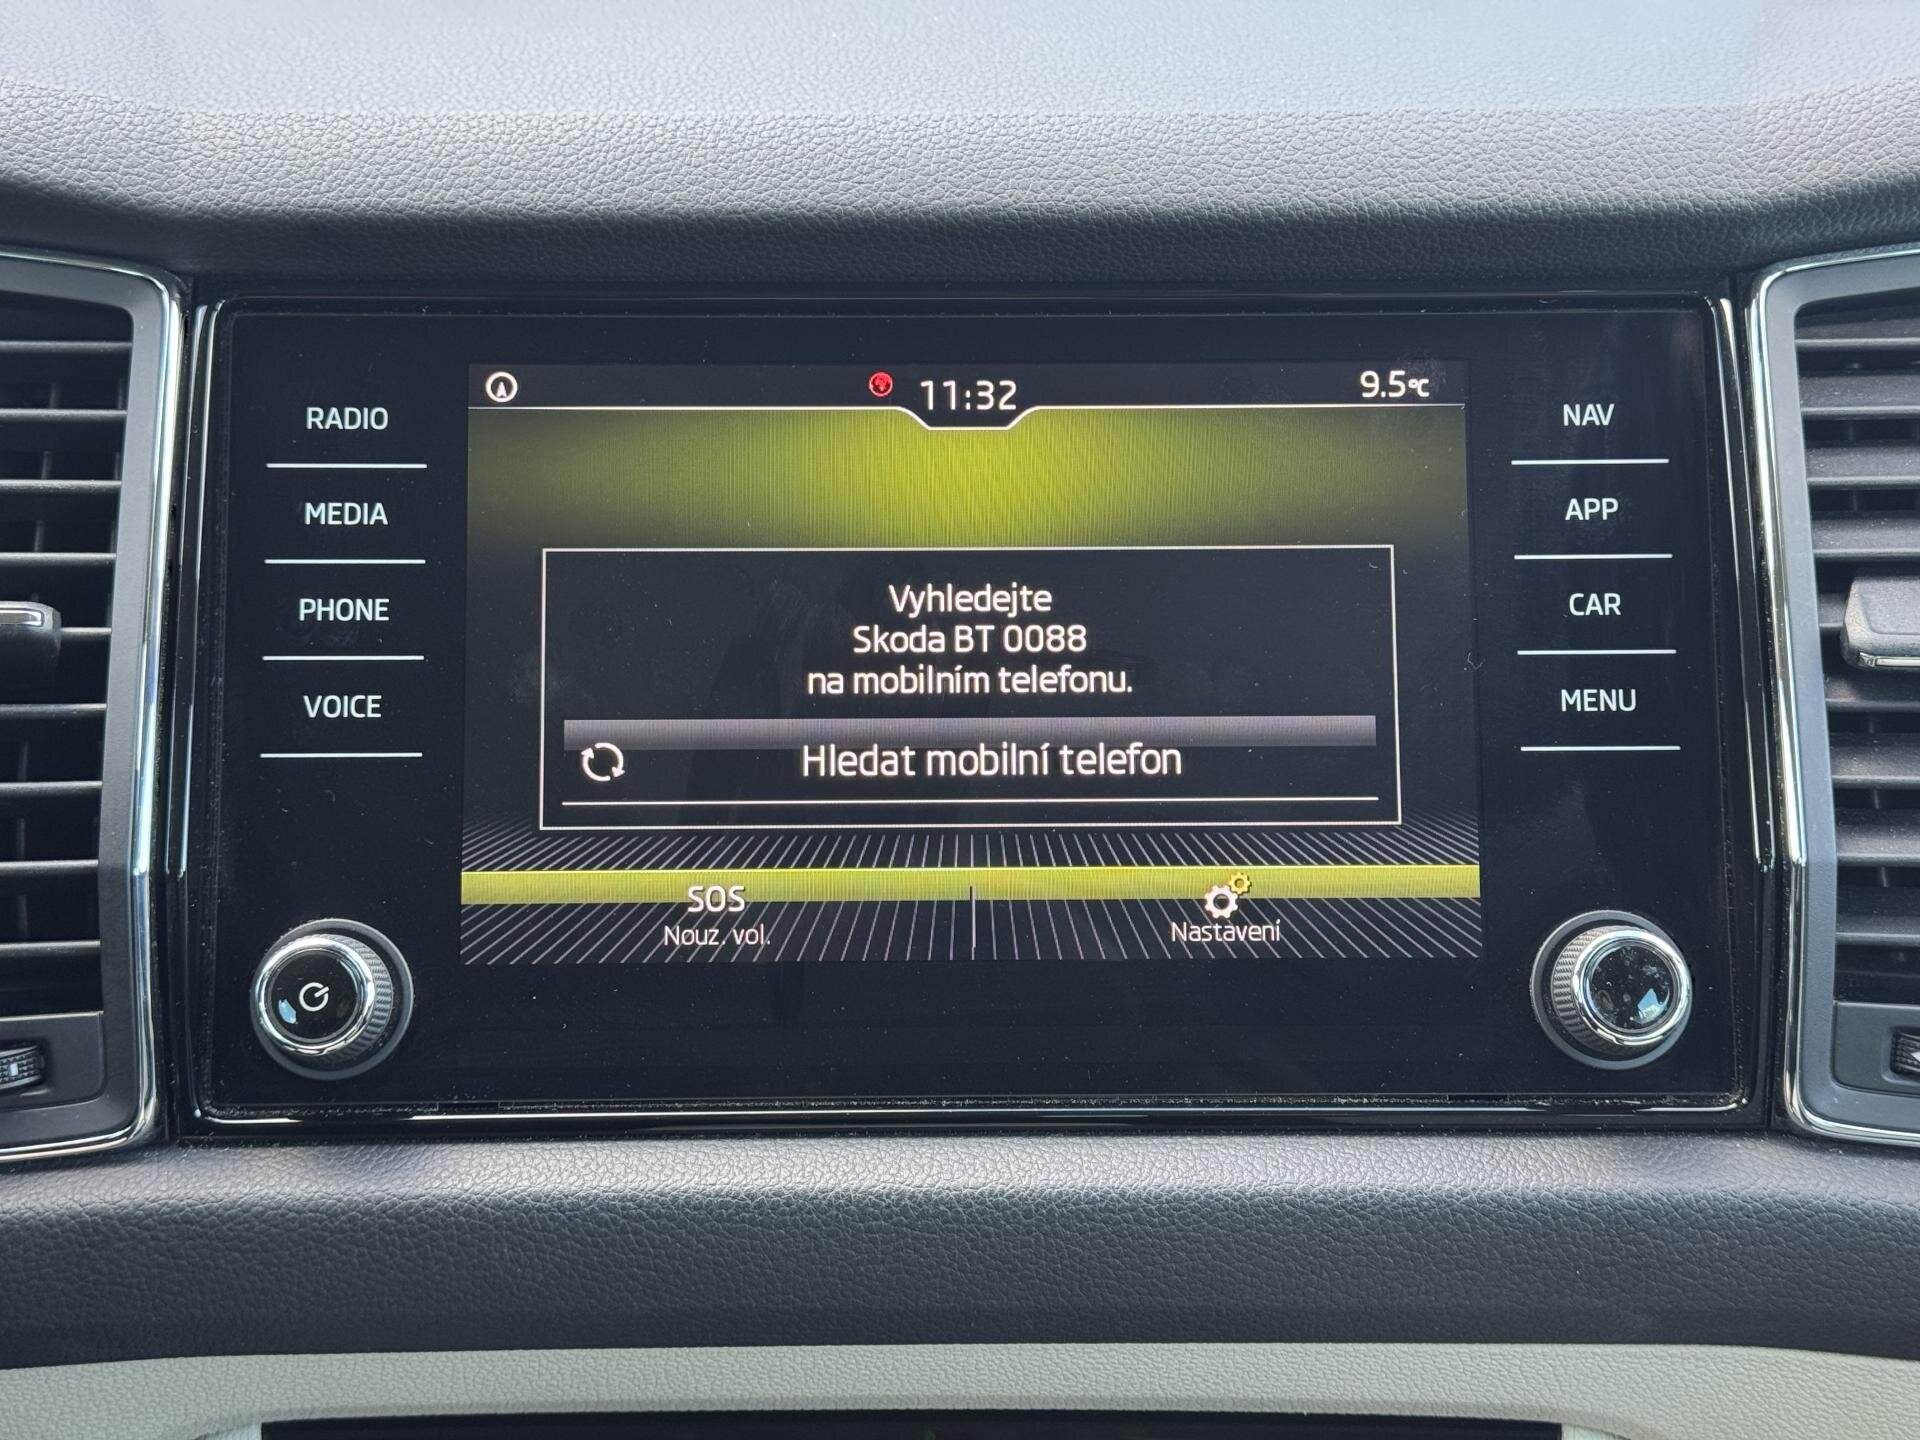 11:32
9.5°C
RADIO
MEDIA
PHONE
VOICE
NAV
APP
CAR
MENU
Vyhledejte
Skoda BT 0088
na mobilním telefonu.
Hledat mobilní telefon
SOS
Nouz. vol.
Nastavení